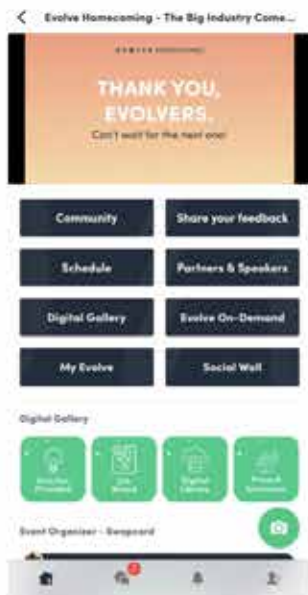 Evolve Homecoming - The Big Industry Come...
THANK YOU,
EVOLVERS.
Can't wait for the next one!
Community
Share your feedback
Schedule
Partners & Speakers
Digital Gallery
Evolve On-Demand
My Evolve
Social Wall
Digital Gallery
Job
Board
Digital
Library
Event Organizer - Swapcard